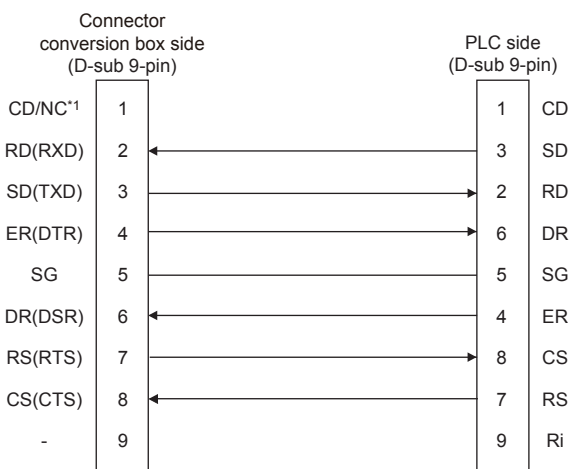 Connector
conversion box side
(D-sub 9-pin)
PLC side
(D-sub 9-pin)
CD/NC*1 1 1 CD
RD(RXD) 2 3 SD
SD(TXD) 3 2 RD
ER(DTR) 4 6 DR
SG 5 5 SG
DR(DSR) 6 4 ER
RS(RTS) 7 8 CS
CS(CTS) 8 7 RS
- 9 9 Ri